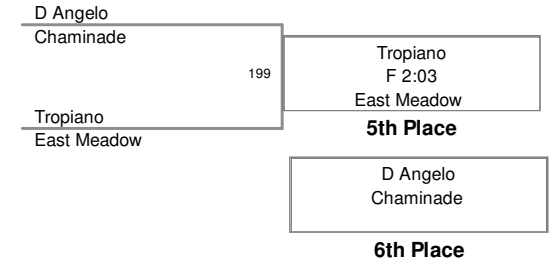 D Angelo
Chaminade
199
Tropiano
East Meadow
Tropiano
F 2:03
East Meadow
5th Place
D Angelo
Chaminade
6th Place